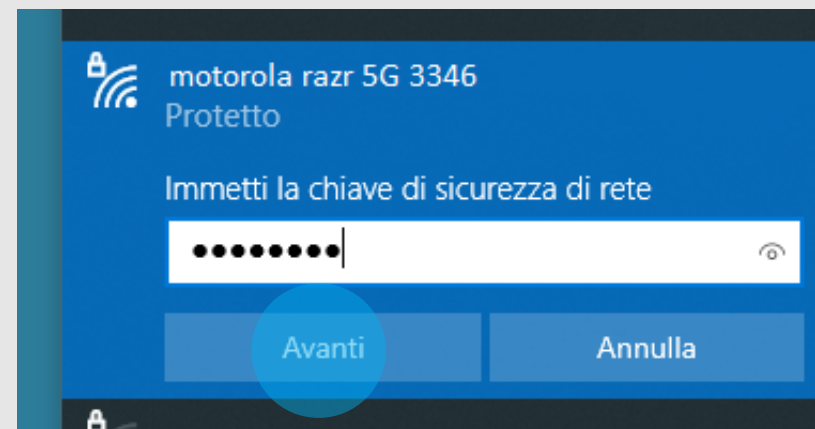 motorola razr 5G 3346
Protetto
Immetti la chiave di sicurezza di rete
••••••••
Avanti
Annulla